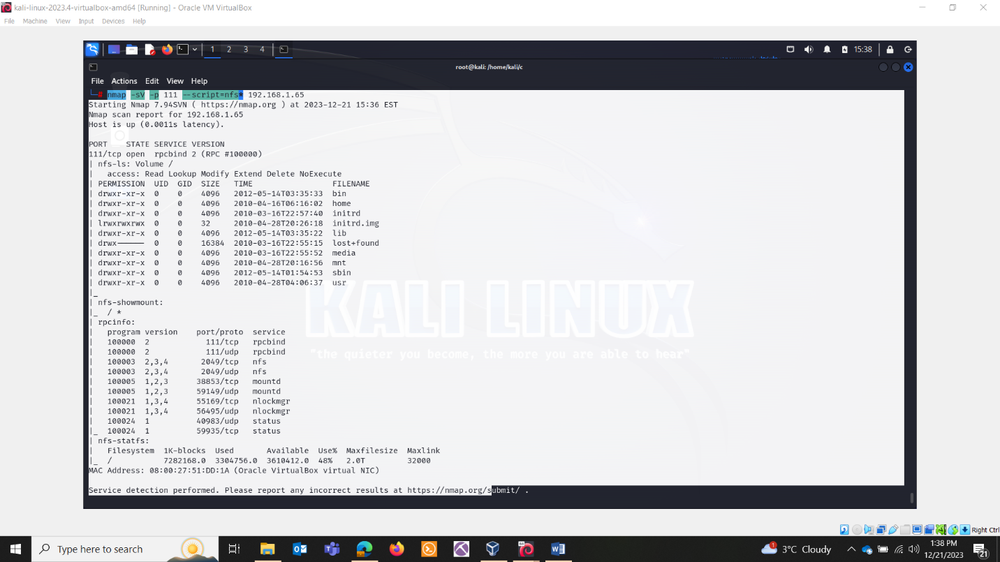 kali-linux-2023.4-virtualbox-amd64 [Running] - Oracle VM VirtualBox
File Machine View Input Devices Help
1 2 3 4 15:38
root@kali: /home/kali/c
File Actions Edit View Help
└─# nmap -sV -p 111 --script=nfs* 192.168.1.65
Starting Nmap 7.94SVN ( https://nmap.org ) at 2023-12-21 15:36 EST
Nmap scan report for 192.168.1.65
Host is up (0.0011s latency).
PORT STATE SERVICE VERSION
111/tcp open rpcbind 2 (RPC #100000)
| nfs-ls: Volume /
| access: Read Lookup Modify Extend Delete NoExecute
| PERMISSION UID GID SIZE TIME FILENAME
| drwxr-xr-x 0 0 4096 2012-05-14T03:35:33 bin
| drwxr-xr-x 0 0 4096 2010-04-16T06:16:02 home
| drwxr-xr-x 0 0 4096 2010-03-16T22:57:40 initrd
| lrwxrwxrwx 0 0 32 2010-04-28T20:26:18 initrd.img
| drwxr-xr-x 0 0 4096 2012-05-14T03:35:22 lib
| drwx------ 0 0 16384 2010-03-16T22:55:15 lost+found
| drwxr-xr-x 0 0 4096 2010-03-16T22:55:52 media
| drwxr-xr-x 0 0 4096 2010-04-28T20:16:56 mnt
| drwxr-xr-x 0 0 4096 2012-05-14T01:54:53 sbin
| drwxr-xr-x 0 0 4096 2010-04-28T04:06:37 usr
|_
| nfs-showmount:
|_ / *
| rpcinfo:
| program version port/proto service
| 100000 2 111/tcp rpcbind
| 100000 2 111/udp rpcbind
| 100003 2,3,4 2049/tcp nfs
| 100003 2,3,4 2049/udp nfs
| 100005 1,2,3 38853/tcp mountd
| 100005 1,2,3 59149/udp mountd
| 100021 1,3,4 55169/tcp nlockmgr
| 100021 1,3,4 56495/udp nlockmgr
| 100024 1 40983/udp status
|_ 100024 1 59935/tcp status
| nfs-statfs:
| Filesystem 1K-blocks Used Available Use% Maxfilesize Maxlink
|_ / 7282168.0 3304756.0 3610412.0 48% 2.0T 32000
MAC Address: 08:00:27:51:DD:1A (Oracle VirtualBox virtual NIC)
Service detection performed. Please report any incorrect results at https://nmap.org/submit/ .
KALI LINUX
"the quieter you become, the more you are able to hear"
Right Ctrl
Type here to search
1 3°C Cloudy
1:38 PM
12/21/2023
21